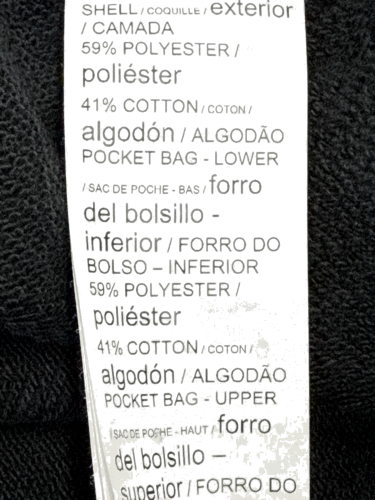 SHELL / COQUILLE / exterior
/ CAMADA
59% POLYESTER /
poliéster
41% COTTON / COTON /
algodón / ALGODÃO
POCKET BAG - LOWER
/ SAC DE POCHE - BAS / forro
del bolsillo -
inferior / FORRO DO
BOLSO – INFERIOR
59% POLYESTER /
poliéster
41% COTTON / COTON /
algodón / ALGODÃO
POCKET BAG - UPPER
/ SAC DE POCHE - HAUT / forro
del bolsillo –
superior / FORRO DO